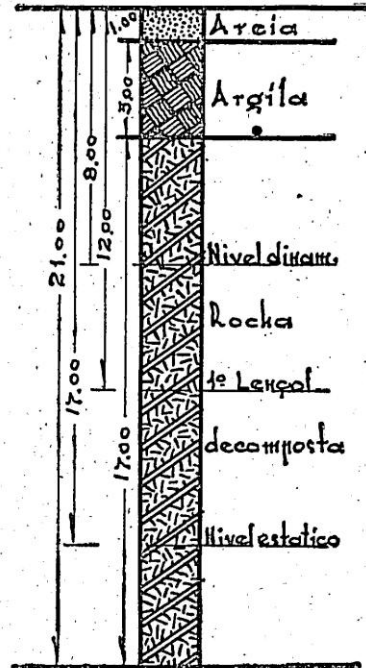 1.00
Areia
3,00
Argila
8.00
Nivel dinam.
21.00
12.00
Rocha
1º Lençol
17.00
17.00
decomposta
Nivel estatico